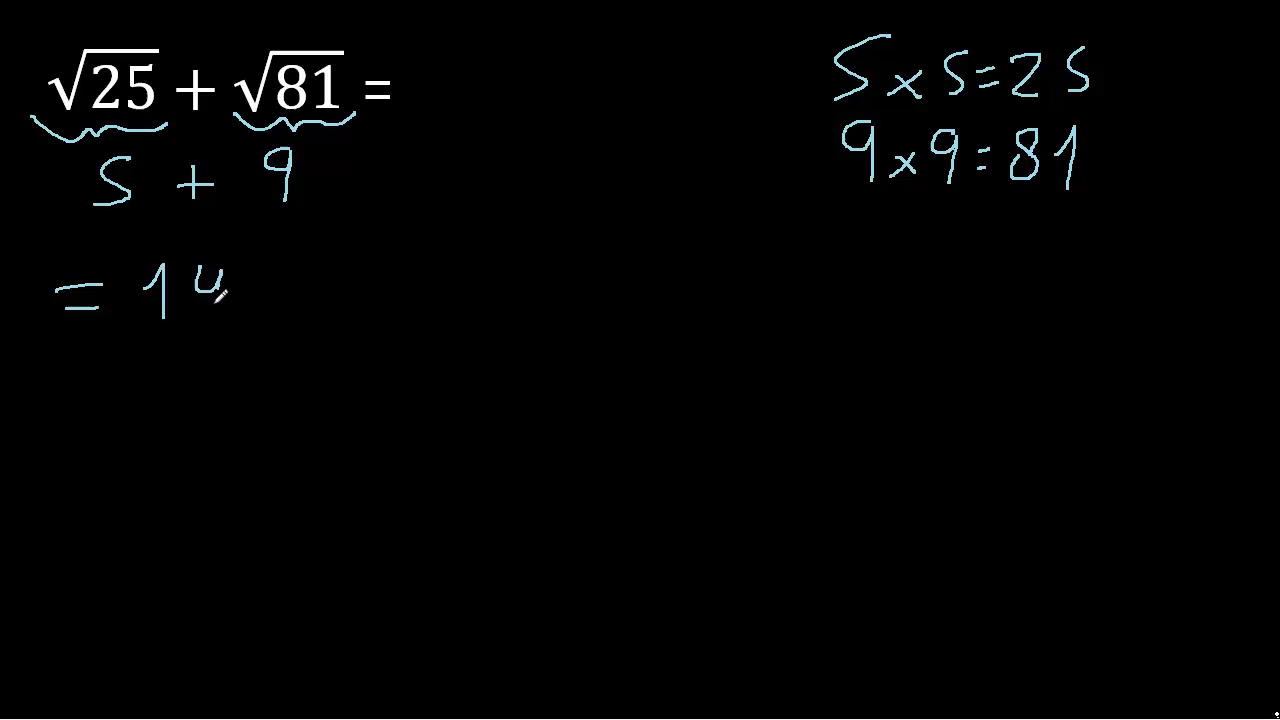 √25 + √81 =
5 + 9
= 14
5 x 5 = 25
9 x 9 = 81